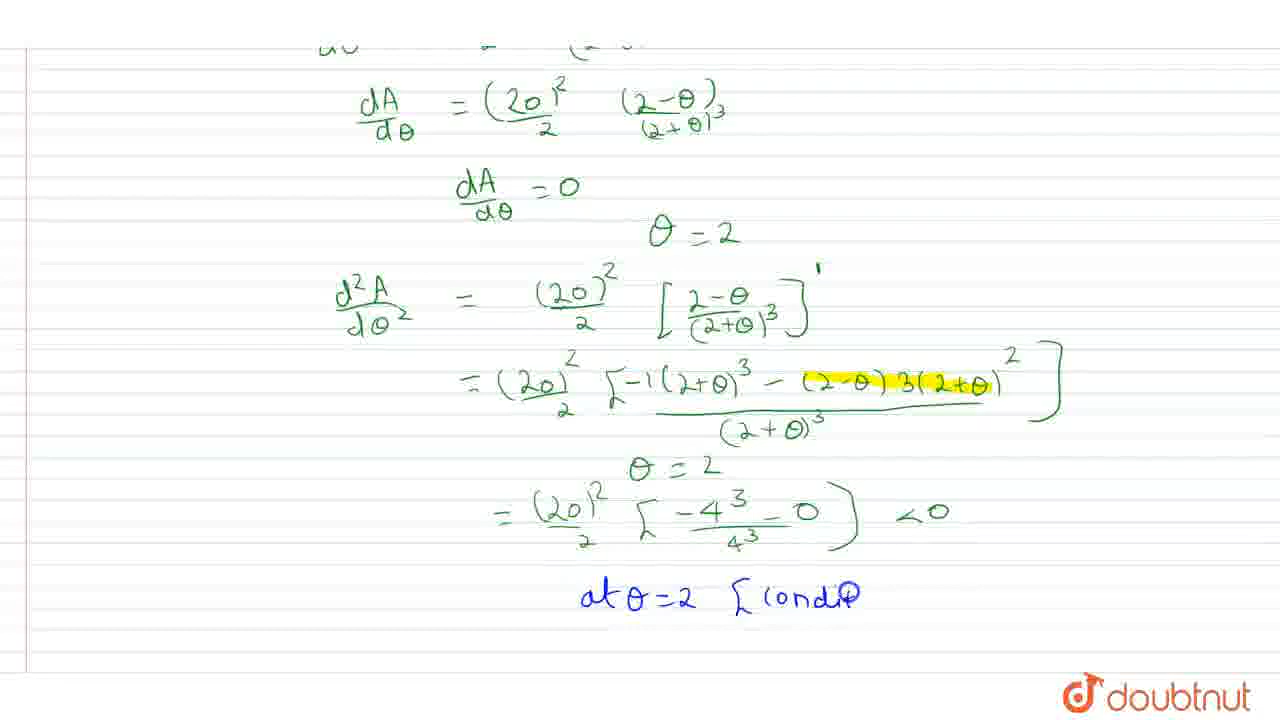 dA/dθ = (20)²/2 (2-θ)/(2+θ)³
dA/dθ = 0
θ = 2
d²A/dθ² = (20)²/2 [2-θ/(2+θ)³]'
= (20)²/2 [-1(2+θ)³ - (2-θ)3(2+θ)²/(2+θ)³]
θ = 2
= (20)²/2 [-4³-0/4³] <0
at θ=2 [condit
doubtnut